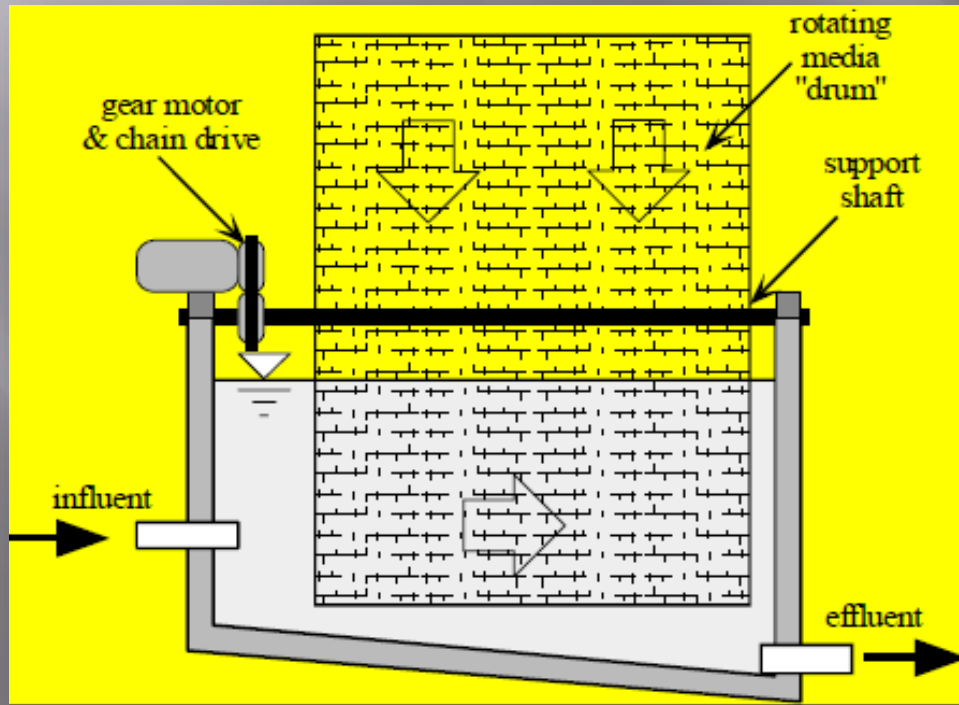 rotating
media
"drum"
gear motor
& chain drive
support
shaft
influent
effluent